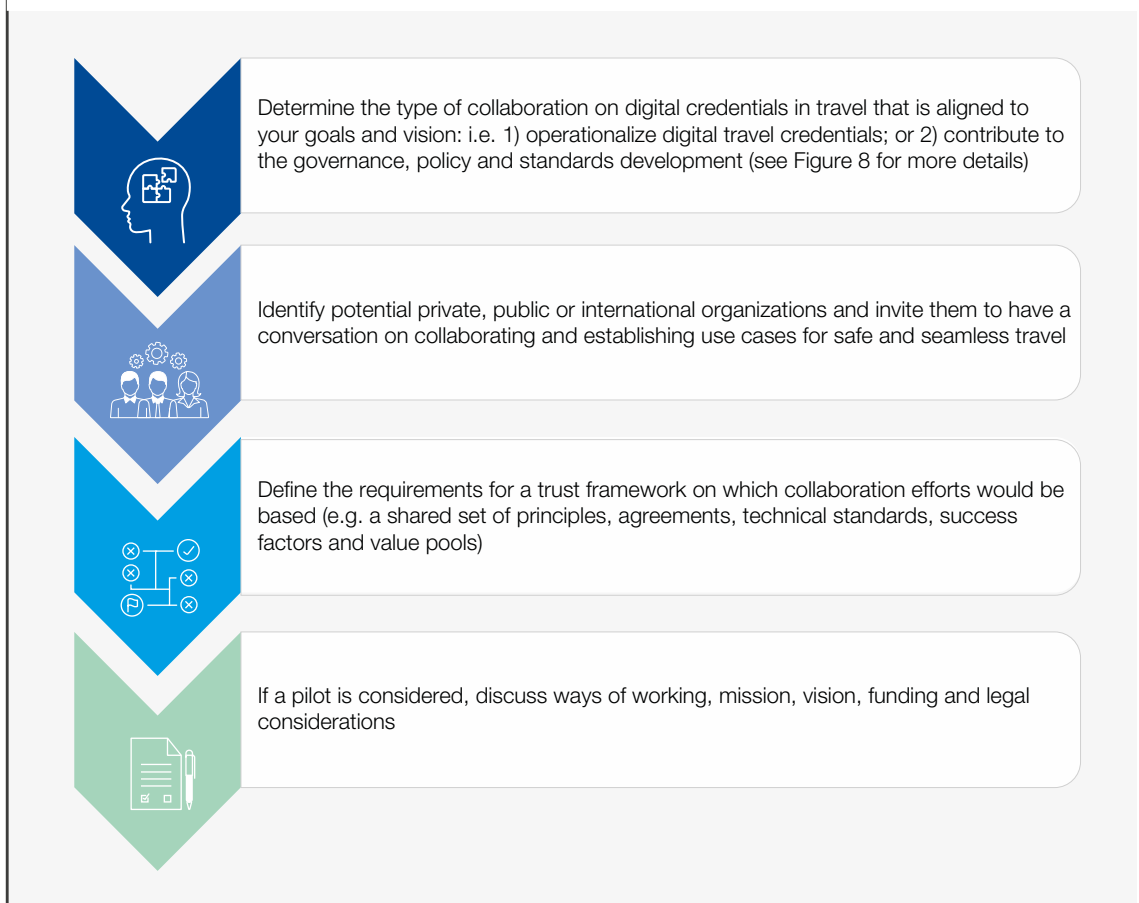 Determine the type of collaboration on digital credentials in travel that is aligned to
your goals and vision: i.e. 1) operationalize digital travel credentials; or 2) contribute to
the governance, policy and standards development (see Figure 8 for more details)
Identify potential private, public or international organizations and invite them to have a
conversation on collaborating and establishing use cases for safe and seamless travel
Define the requirements for a trust framework on which collaboration efforts would be
based (e.g. a shared set of principles, agreements, technical standards, success
factors and value pools)
If a pilot is considered, discuss ways of working, mission, vision, funding and legal
considerations